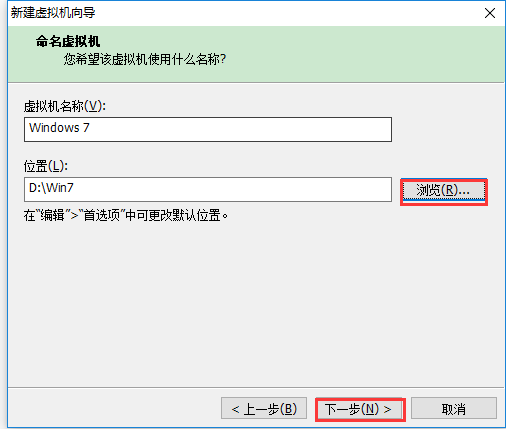 新建虚拟机向导
命名虚拟机
您希望该虚拟机使用什么名称?
虚拟机名称(V):
Windows 7
位置(L):
D:\Win7
浏览(R)...
在"编辑">"首选项"中可更改默认位置。
< 上一步(B)
下一步(N) >
取消